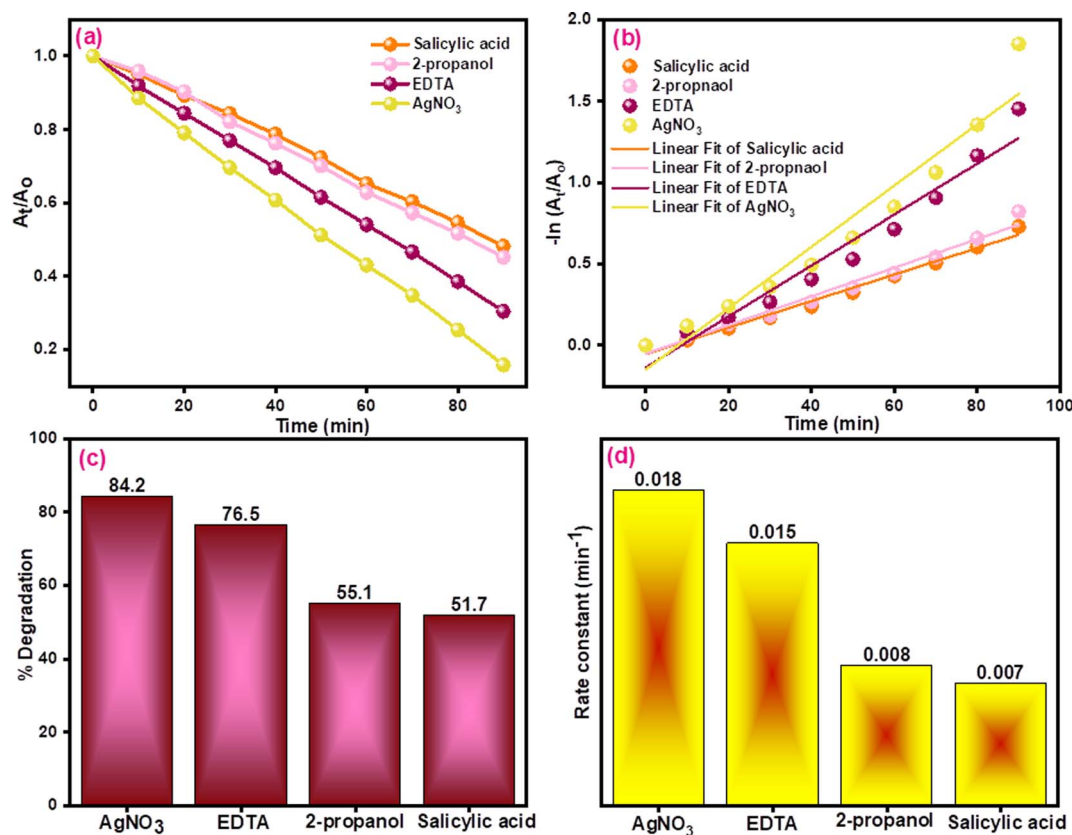 (a)
Salicylic acid
2-propanol
EDTA
AgNO₃
1.0
0.8
0.6
0.4
0.2
Aₜ/Aₒ
0 20 40 60 80
Time (min)
(b)
Salicylic acid
2-propnaol
EDTA
AgNO₃
Linear Fit of Salicylic acid
Linear Fit of 2-propnaol
Linear Fit of EDTA
Linear Fit of AgNO₃
-2.0
1.5
1.0
0.5
0.0
-ln (Aₜ/Aₒ)
0 20 40 60 80 100
Time (min)
(c)
100
80
60
40
20
0
% Degradation
84.2
76.5
55.1
51.7
AgNO₃ EDTA 2-propanol Salicylic acid
(d)
Rate constant (min⁻¹)
0.018
0.015
0.008
0.007
AgNO₃ EDTA 2-propanol Salicylic acid